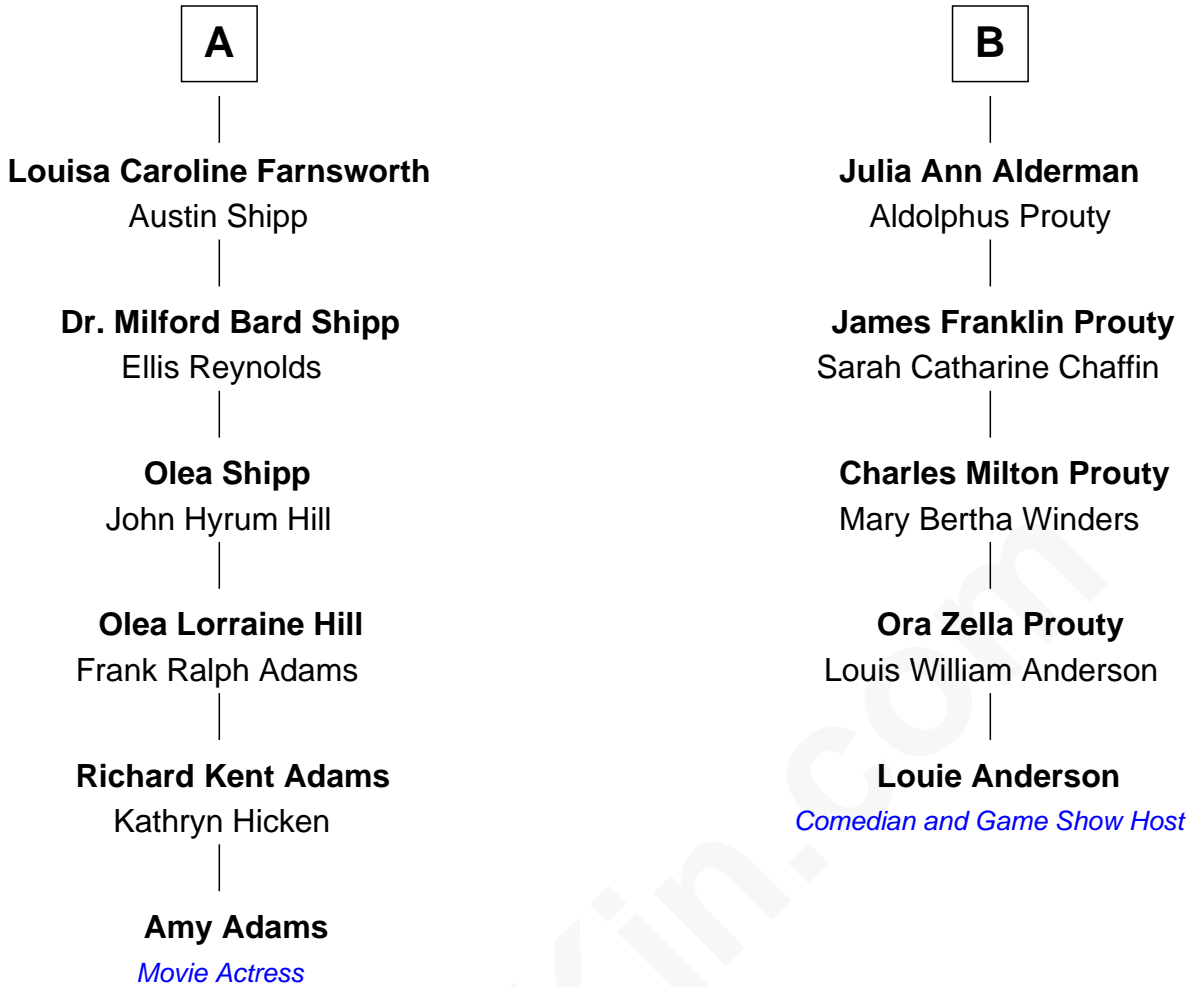 A
Louisa Caroline Farnsworth
Austin Shipp
Dr. Milford Bard Shipp
Ellis Reynolds
Olea Shipp
John Hyrum Hill
Olea Lorraine Hill
Frank Ralph Adams
Richard Kent Adams
Kathryn Hicken
Amy Adams
Movie Actress
B
Julia Ann Alderman
Aldolphus Prouty
James Franklin Prouty
Sarah Catharine Chaffin
Charles Milton Prouty
Mary Bertha Winders
Ora Zella Prouty
Louis William Anderson
Louie Anderson
Comedian and Game Show Host
Kin.com